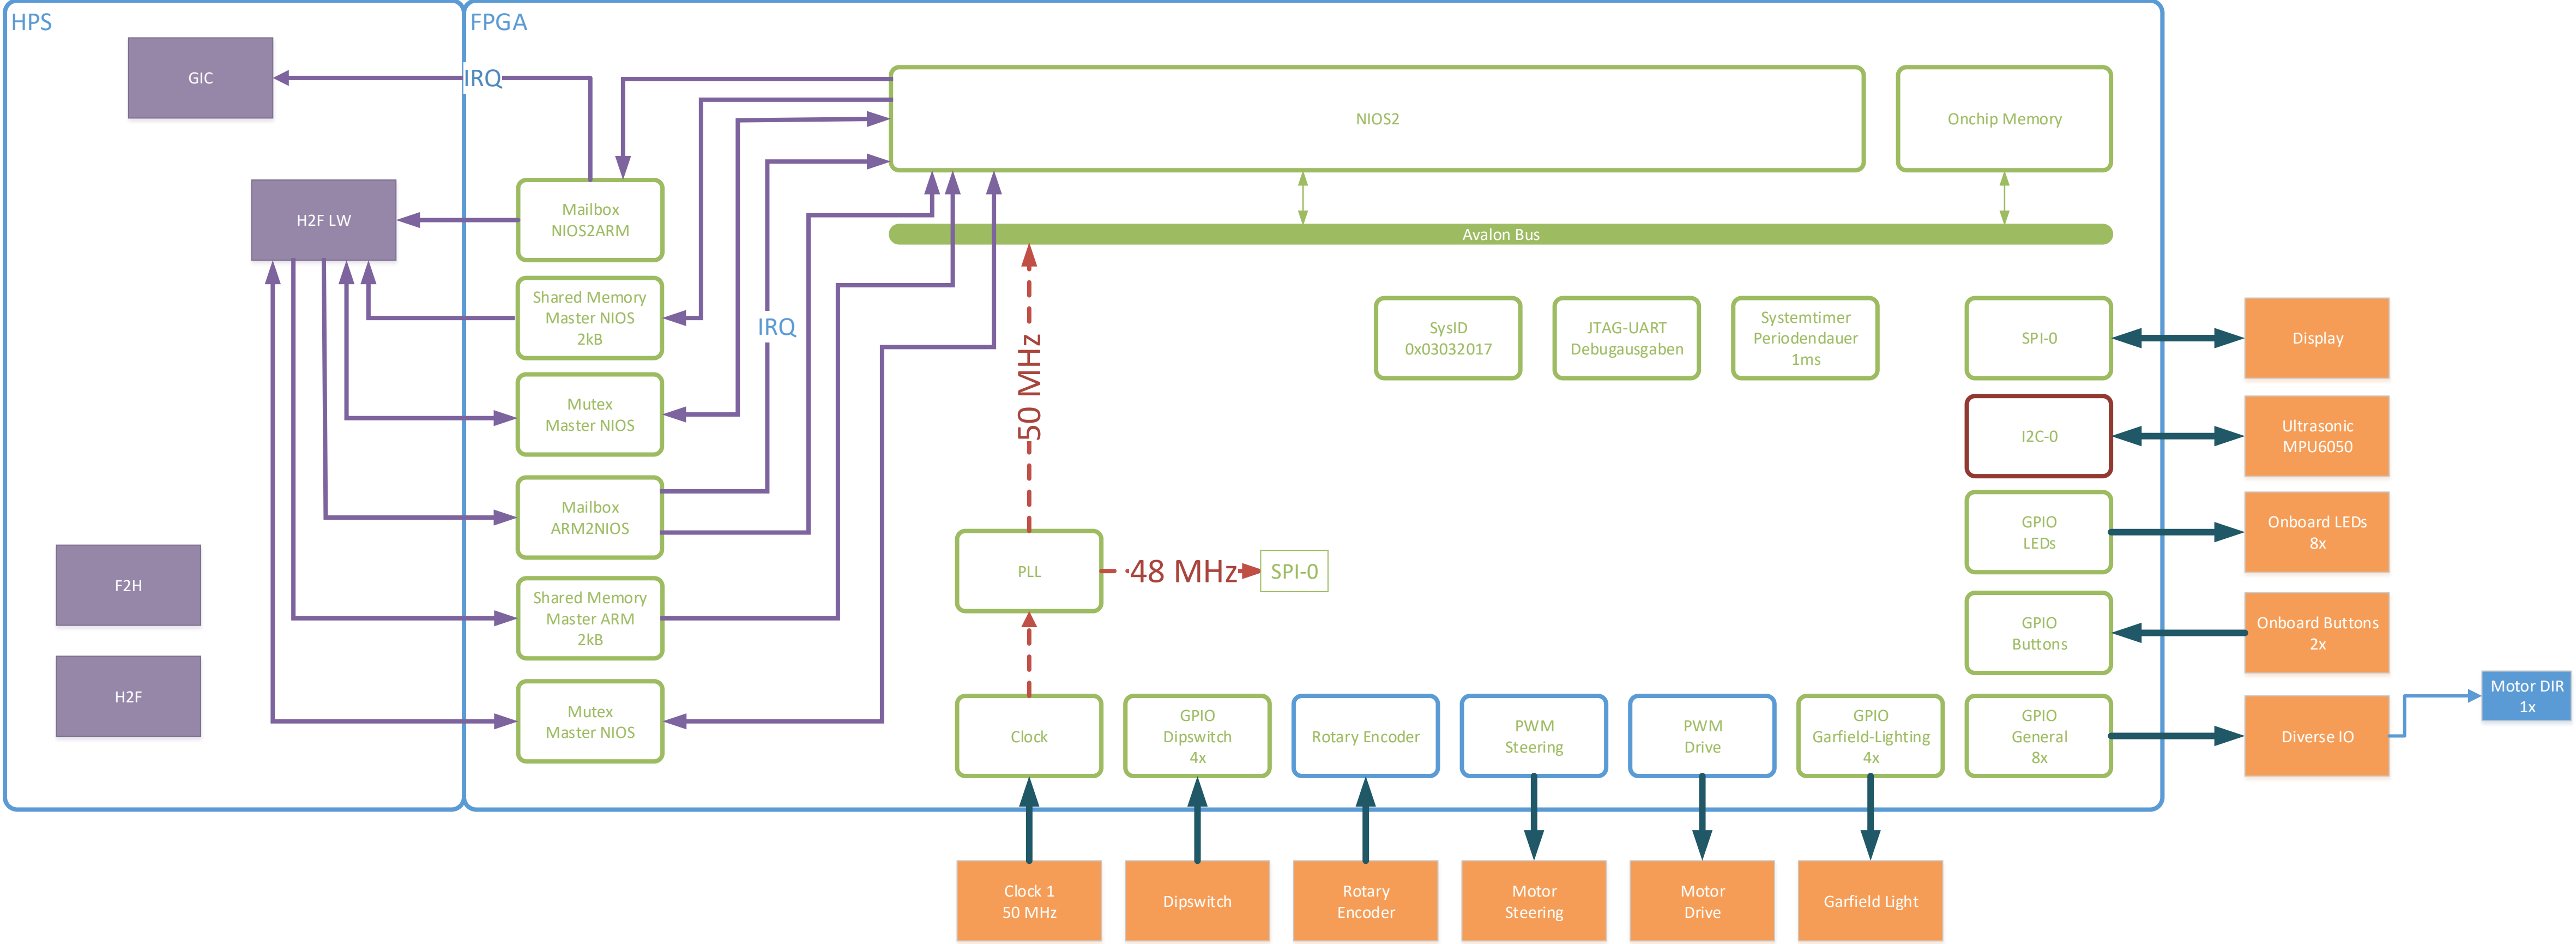 HPS
FPGA
GIC
IRQ
NIOS2
Onchip Memory
H2F LW
Mailbox
NIOS2ARM
Avalon Bus
Shared Memory
Master NIOS
2kB
IRQ
50 MHz
SysID
0x03032017
JTAG-UART
Debugausgaben
Systemtimer
Periodendauer
1ms
SPI-0
Display
Mutex
Master NIOS
I2C-0
Ultrasonic
MPU6050
Mailbox
ARM2NIOS
GPIO
LEDs
Onboard LEDs
8x
F2H
Shared Memory
Master ARM
2kB
PLL
48 MHz
SPI-0
GPIO
Buttons
Onboard Buttons
2x
H2F
Mutex
Master NIOS
Clock
GPIO
Dipswitch
4x
Rotary Encoder
PWM
Steering
PWM
Drive
GPIO
Garfield-Lighting
4x
GPIO
General
8x
Diverse IO
Motor DIR
1x
Clock 1
50 MHz
Dipswitch
Rotary
Encoder
Motor
Steering
Motor
Drive
Garfield Light